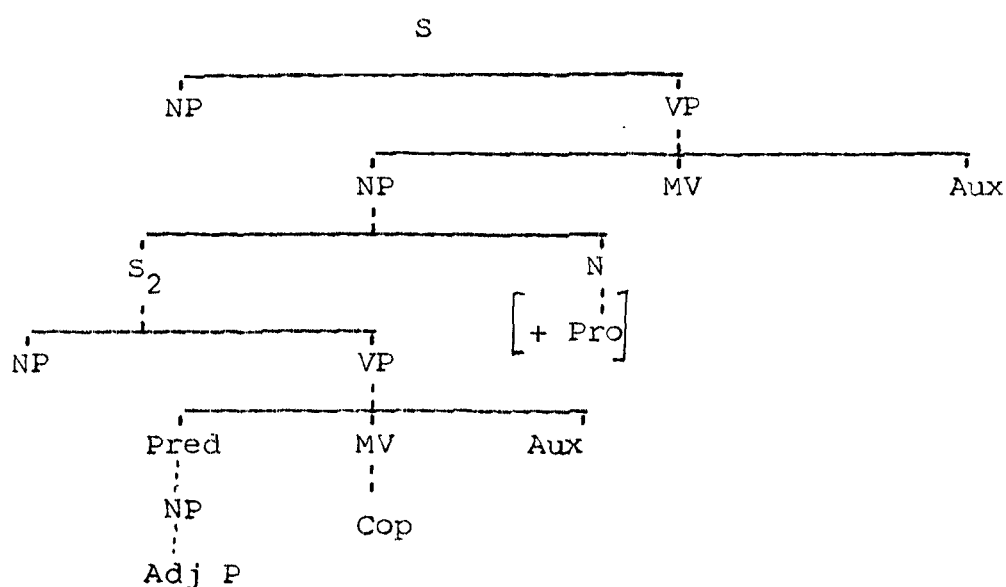 S
NP VP
NP MV Aux
S2 N
[+ Pro]
NP VP
Pred MV Aux
NP Cop
Adj P